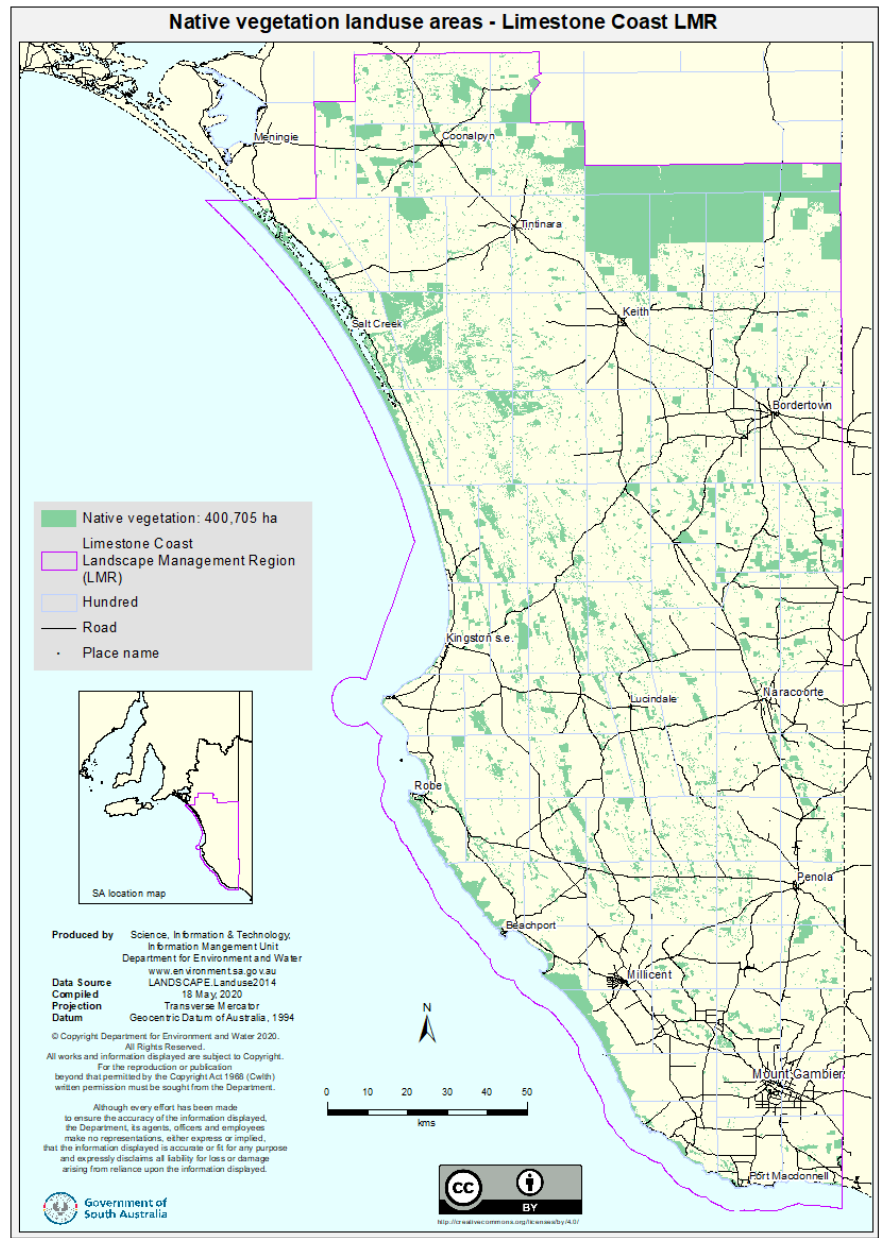 Native vegetation landuse areas - Limestone Coast LMR
Meningie
Coonalpyn
Tintinara
Salt Creek
Keith
Bordertown
Native vegetation: 400,705 ha
Limestone Coast
Landscape Management Region
(LMR)
Hundred
Road
Place name
Kingston s.e.
Lucindale
Naracoorte
Robe
SA location map
Penola
Beachport
Millicent
Mount Gambier
Port Macdonnell
Produced by Science, Information & Technology,
Information Mangement Unit
Department for Environment and Water
www.environment.sa.gov.au
Data Source LANDSCAPE.Landuse2014
Compiled 18 May, 2020
Projection Transverse Mercator
Datum Geocentric Datum of Australia, 1994
© Copyright Department for Environment and Water 2020.
All Rights Reserved.
All works and information displayed are subject to Copyright.
For the reproduction or publication
beyond that permitted by the Copyright Act 1968 (Cwlth)
written permission must be sought from the Department.
Although every effort has been made
to ensure the accuracy of the information displayed,
the Department, its agents, officers and employees
make no representations, either express or implied,
that the information displayed is accurate or fit for any purpose
and expressly disclaims all liability for loss or damage
arising from reliance upon the information displayed.
N
0 10 20 30 40 50
kms
Government of
South Australia
cc
BY
http://creativecommons.org/licenses/by/4.0/